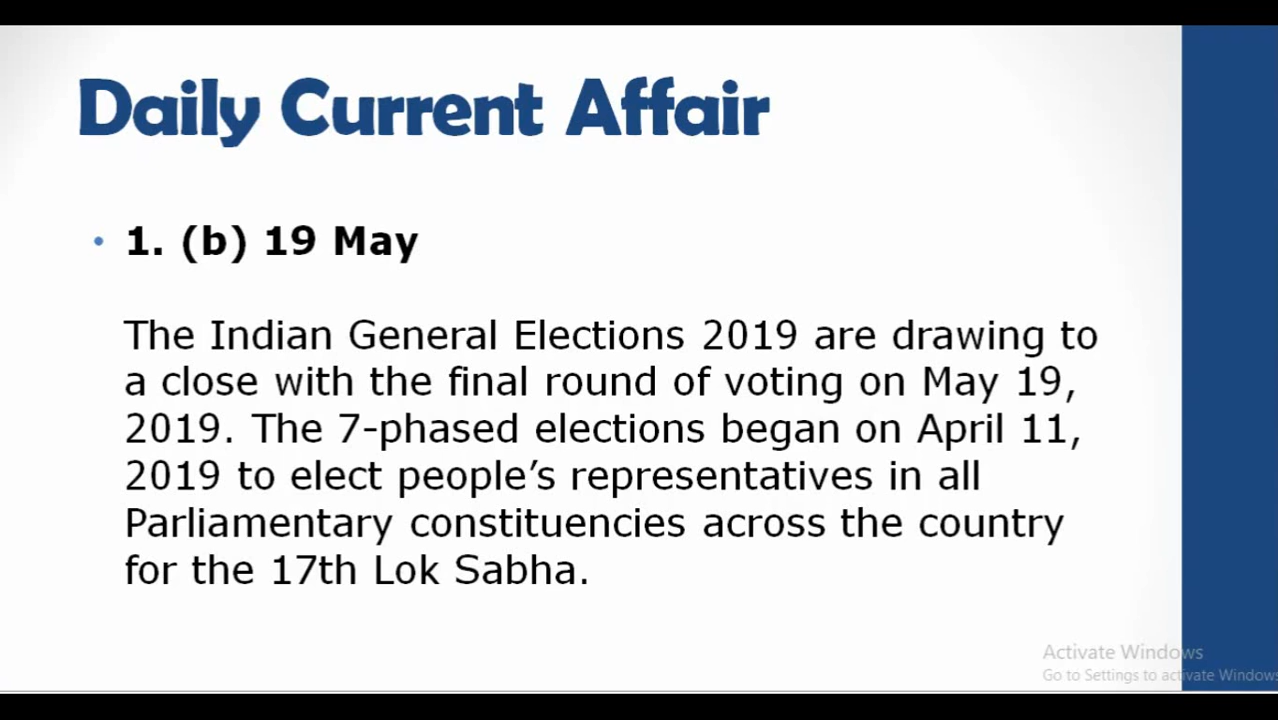 Daily Current Affair
• 1. (b) 19 May
The Indian General Elections 2019 are drawing to
a close with the final round of voting on May 19,
2019. The 7-phased elections began on April 11,
2019 to elect people’s representatives in all
Parliamentary constituencies across the country
for the 17th Lok Sabha.
Activate Windows
Go to Settings to activate Windows